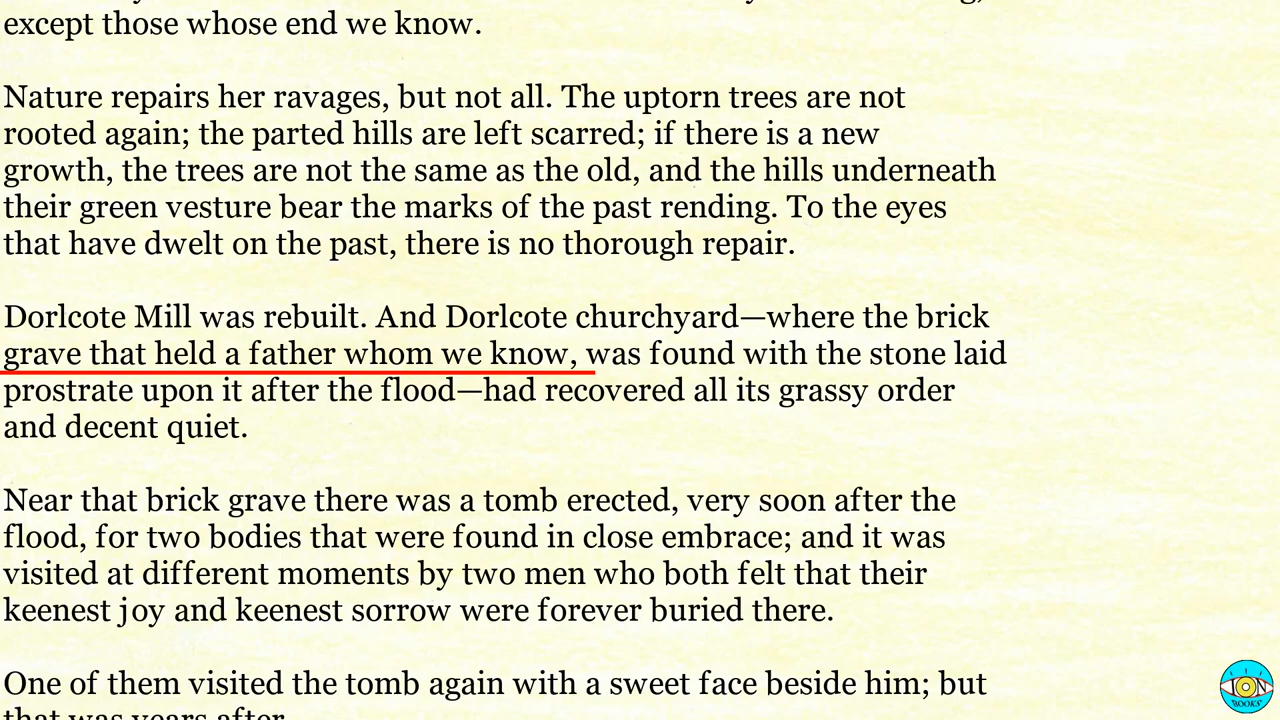 except those whose end we know.
Nature repairs her ravages, but not all. The uptorn trees are not
rooted again; the parted hills are left scarred; if there is a new
growth, the trees are not the same as the old, and the hills underneath
their green vesture bear the marks of the past rending. To the eyes
that have dwelt on the past, there is no thorough repair.
Dorlcote Mill was rebuilt. And Dorlcote churchyard—where the brick
grave that held a father whom we know, was found with the stone laid
prostrate upon it after the flood—had recovered all its grassy order
and decent quiet.
Near that brick grave there was a tomb erected, very soon after the
flood, for two bodies that were found in close embrace; and it was
visited at different moments by two men who both felt that their
keenest joy and keenest sorrow were forever buried there.
One of them visited the tomb again with a sweet face beside him; but
that was years after.
ION
BOOKS